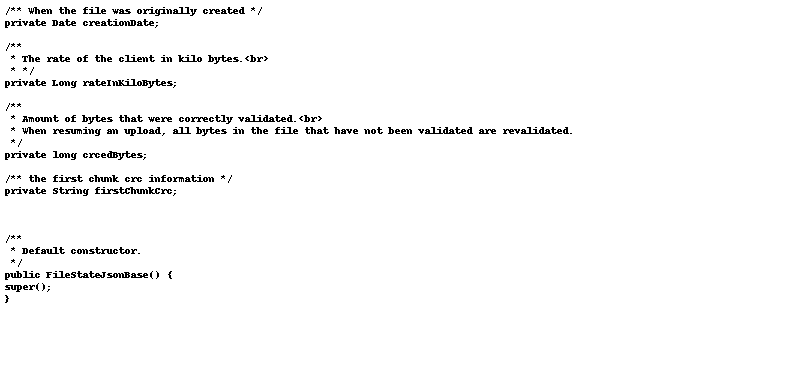 /** When the file was originally created */
private Date creationDate;
/**
* The rate of the client in kilo bytes.<br>
* */
private Long rateInKiloBytes;
/**
* Amount of bytes that were correctly validated.<br>
* When resuming an upload, all bytes in the file that have not been validated are revalidated.
*/
private long crcedBytes;
/** the first chunk crc information */
private String firstChunkCrc;
/**
* Default constructor.
*/
public FileStateJsonBase() {
super();
}